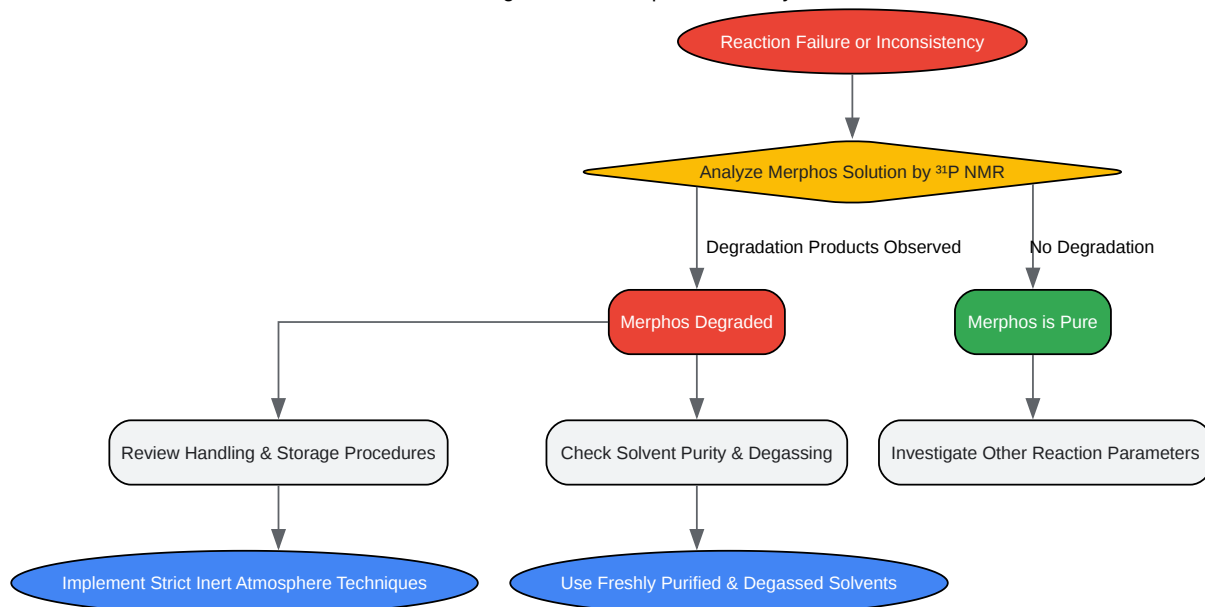 Reaction Failure or Inconsistency
Analyze Merphos Solution by ³¹P NMR
Degradation Products Observed
No Degradation
Merphos Degraded
Merphos is Pure
Review Handling & Storage Procedures
Check Solvent Purity & Degassing
Investigate Other Reaction Parameters
Implement Strict Inert Atmosphere Techniques
Use Freshly Purified & Degassed Solvents